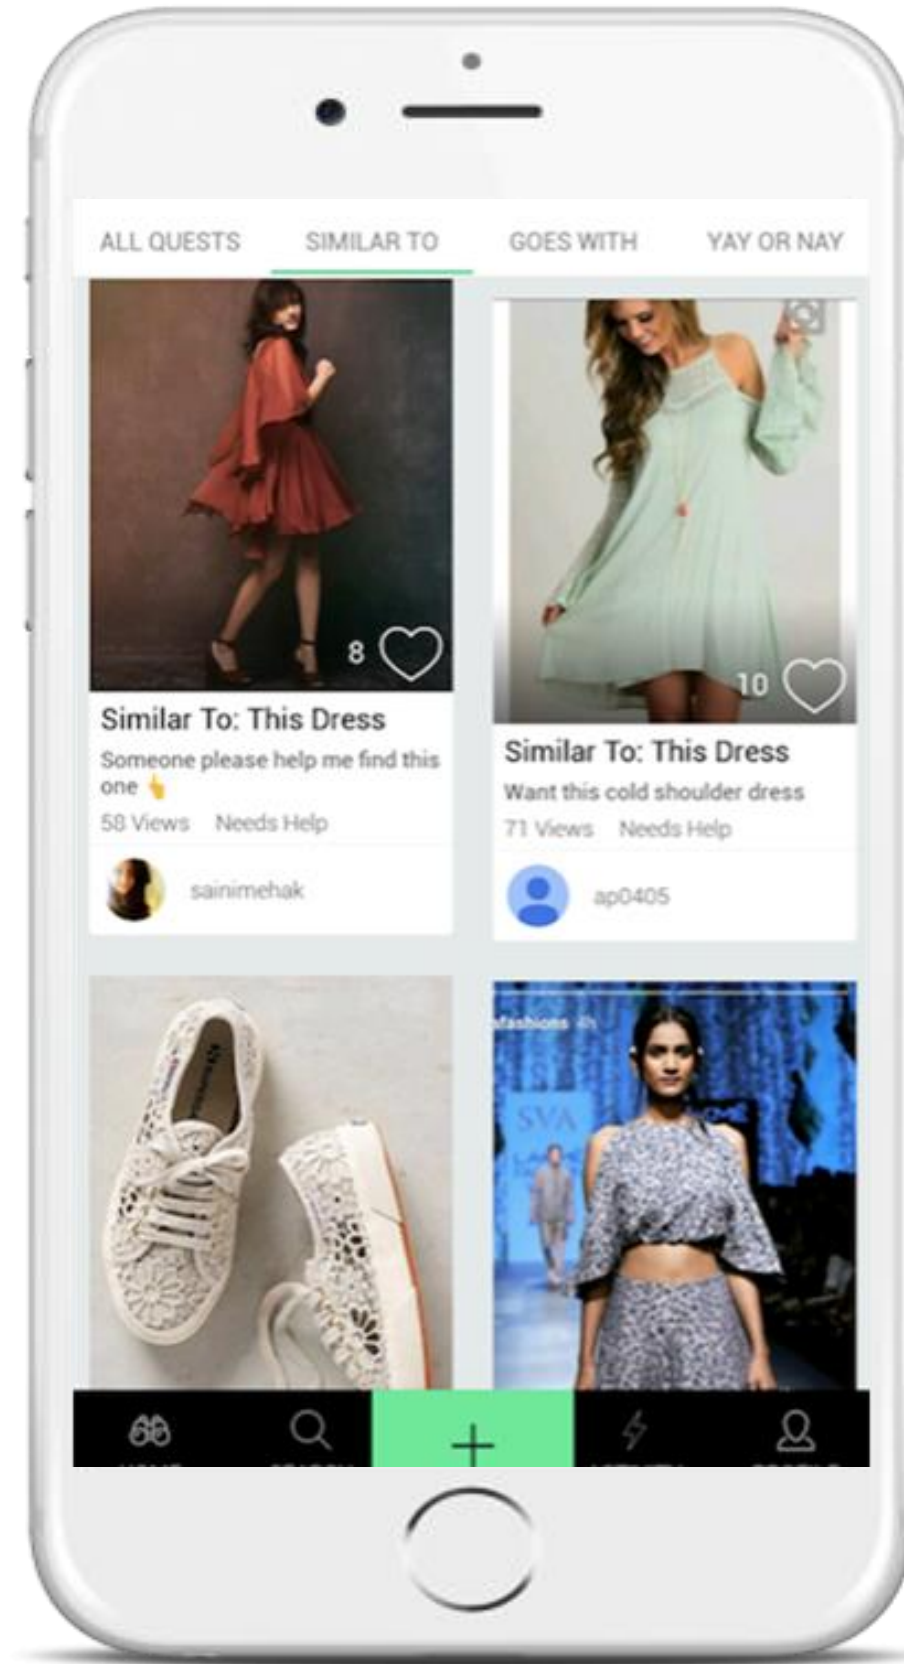 ALL QUESTS SIMILAR TO GOES WITH YAY OR NAY
8
Similar To: This Dress
Someone please help me find this
one 👆
58 Views Needs Help
sainimehak
10
Similar To: This Dress
Want this cold shoulder dress
71 Views Needs Help
ap0405
afashions 4h
SVA